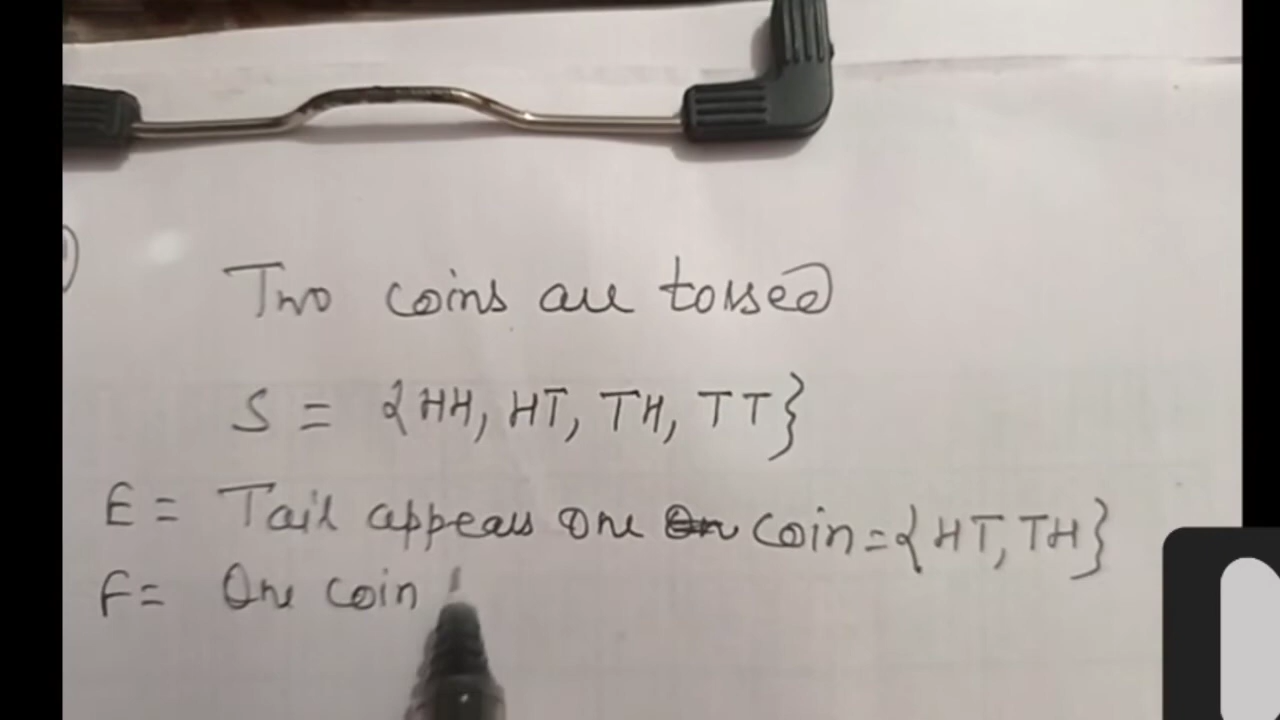 Two coins are tossed
S = {HH, HT, TH, TT}
E = Tail appears one coin = {HT, TH}
F = One coin